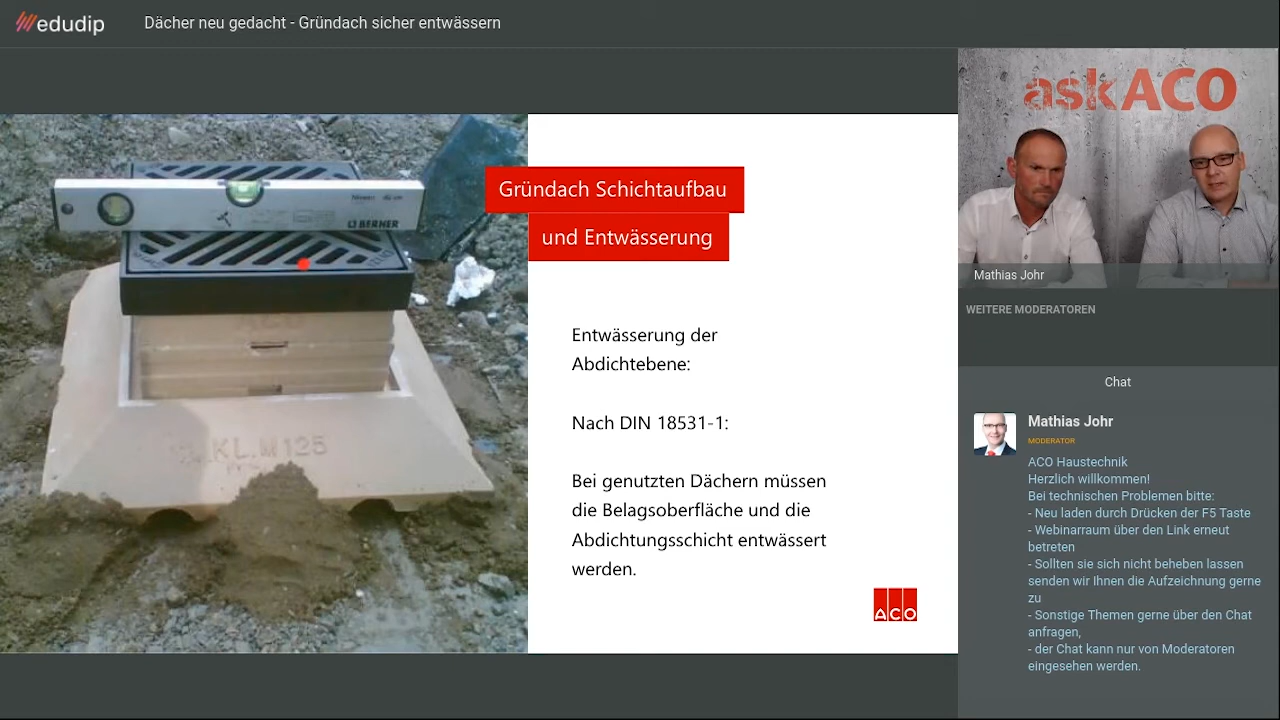 edudip
Dächer neu gedacht - Gründach sicher entwässern
askACO
Mathias Johr
WEITERE MODERATOREN
Chat
Mathias Johr
MODERATOR
ACO Haustechnik
Herzlich willkommen!
Bei technischen Problemen bitte:
- Neu laden durch Drücken der F5 Taste
- Webinarraum über den Link erneut
betreten
- Sollten sie sich nicht beheben lassen
senden wir Ihnen die Aufzeichnung gerne
zu
- Sonstige Themen gerne über den Chat
anfragen,
- der Chat kann nur von Moderatoren
eingesehen werden.
Gründach Schichtaufbau
und Entwässerung
Entwässerung der
Abdichtebene:
Nach DIN 18531-1:
Bei genutzten Dächern müssen
die Belagsoberfläche und die
Abdichtungsschicht entwässert
werden.
ACO
BERNER
KL.M125